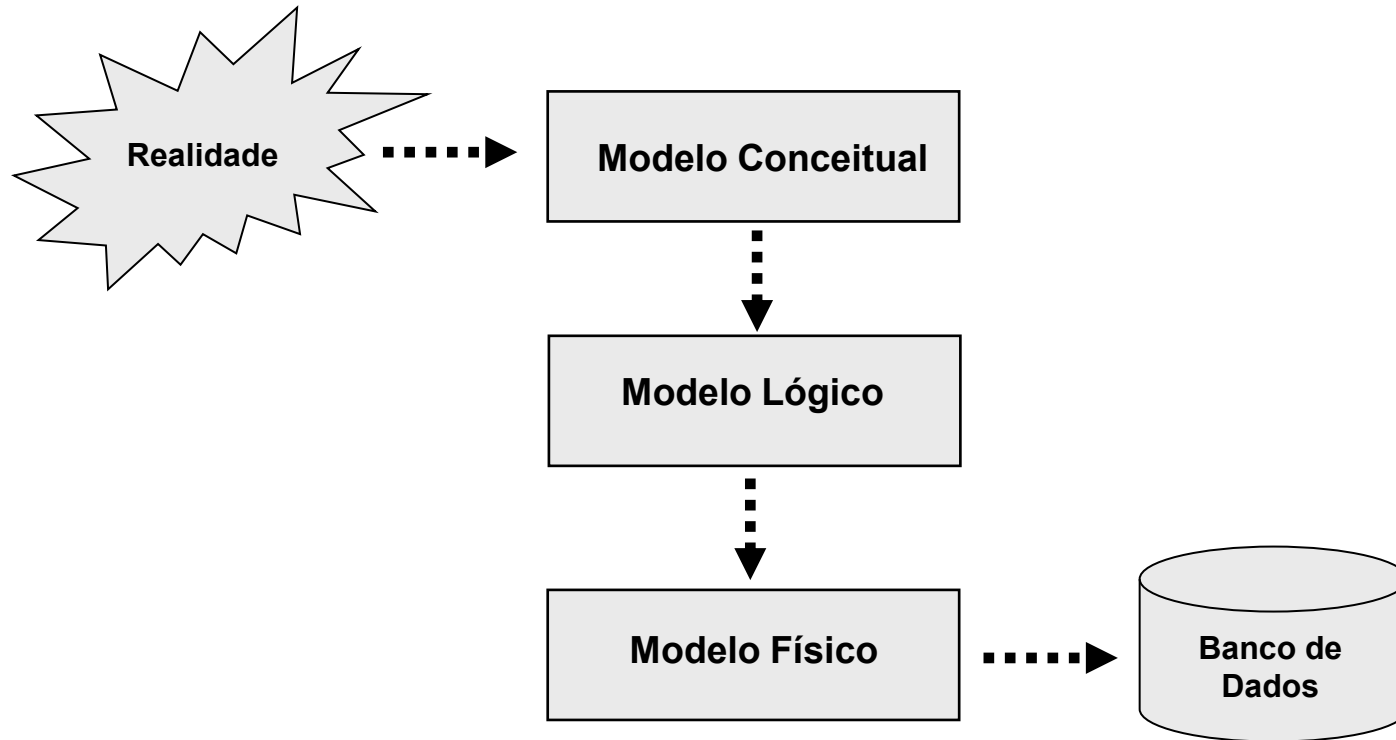 Realidade
Modelo Conceitual
Modelo Lógico
Modelo Físico
Banco de
Dados